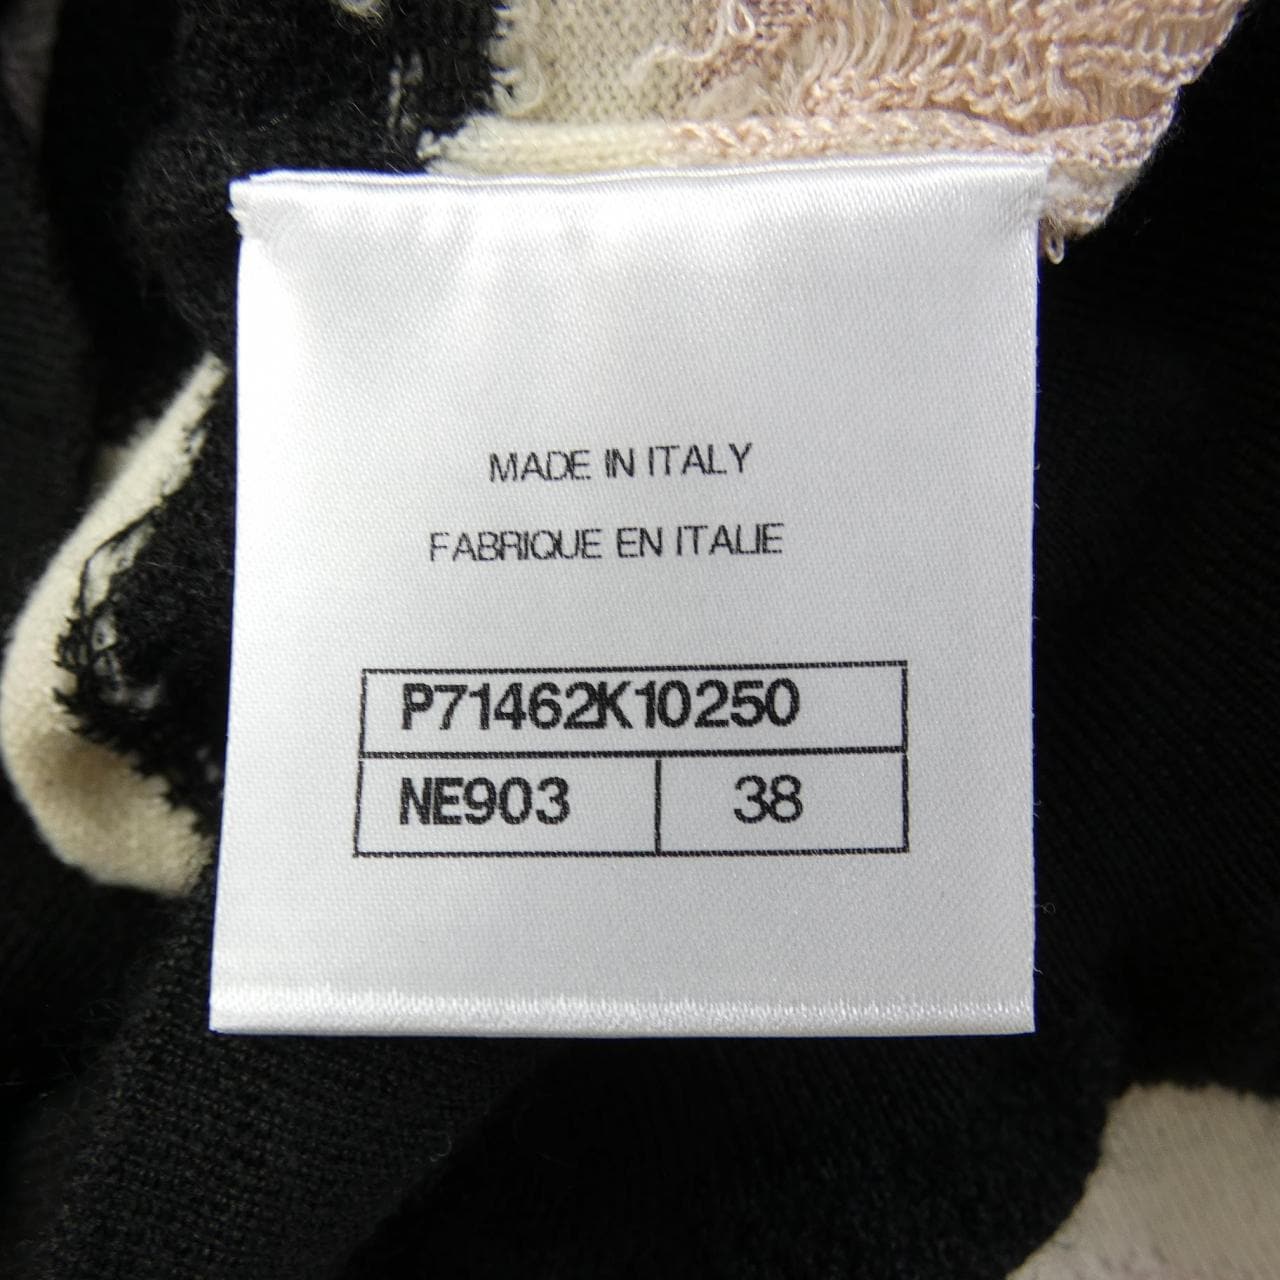 MADE IN ITALY
FABRIQUE EN ITALIE
P71462K10250
NE903 38